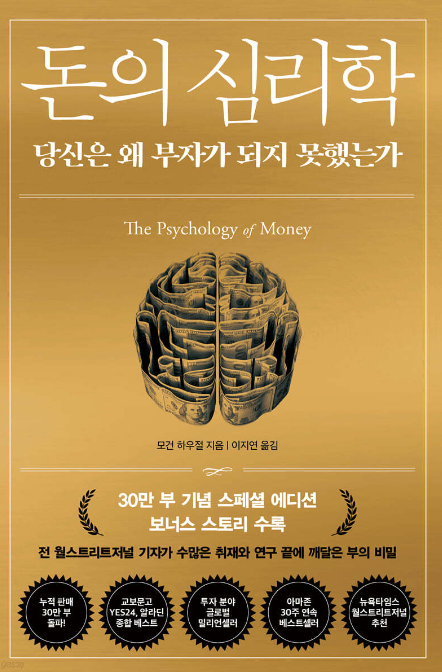 돈의 심리학
당신은 왜 부자가 되지 못했는가
The Psychology of Money
모건 하우절 지음 | 이지연 옮김
30만 부 기념 스페셜 에디션
보너스 스토리 수록
전 월스트리트저널 기자가 수많은 취재와 연구 끝에 깨달은 부의 비밀
누적 판매
30만 부
돌파!
교보문고
YES24, 알라딘
종합 베스트
투자 분야
글로벌
밀리언셀러
아마존
30주 연속
베스트셀러
뉴욕타임스
월스트리트저널
추천